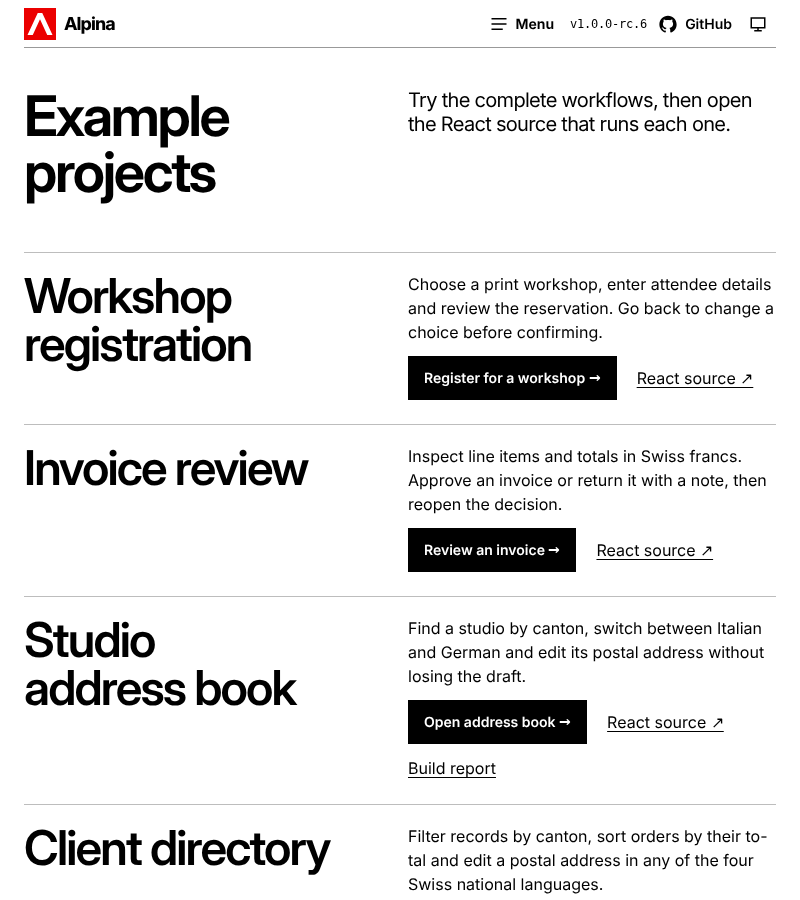 Alpina
Menu
v1.0.0-rc.6
GitHub
Example
projects
Try the complete workflows, then open
the React source that runs each one.
Workshop
registration
Choose a print workshop, enter attendee details
and review the reservation. Go back to change a
choice before confirming.
Register for a workshop →
React source ↗
Invoice review
Inspect line items and totals in Swiss francs.
Approve an invoice or return it with a note, then
reopen the decision.
Review an invoice →
React source ↗
Studio
address book
Find a studio by canton, switch between Italian
and German and edit its postal address without
losing the draft.
Open address book →
React source ↗
Build report
Client directory
Filter records by canton, sort orders by their to-
tal and edit a postal address in any of the four
Swiss national languages.